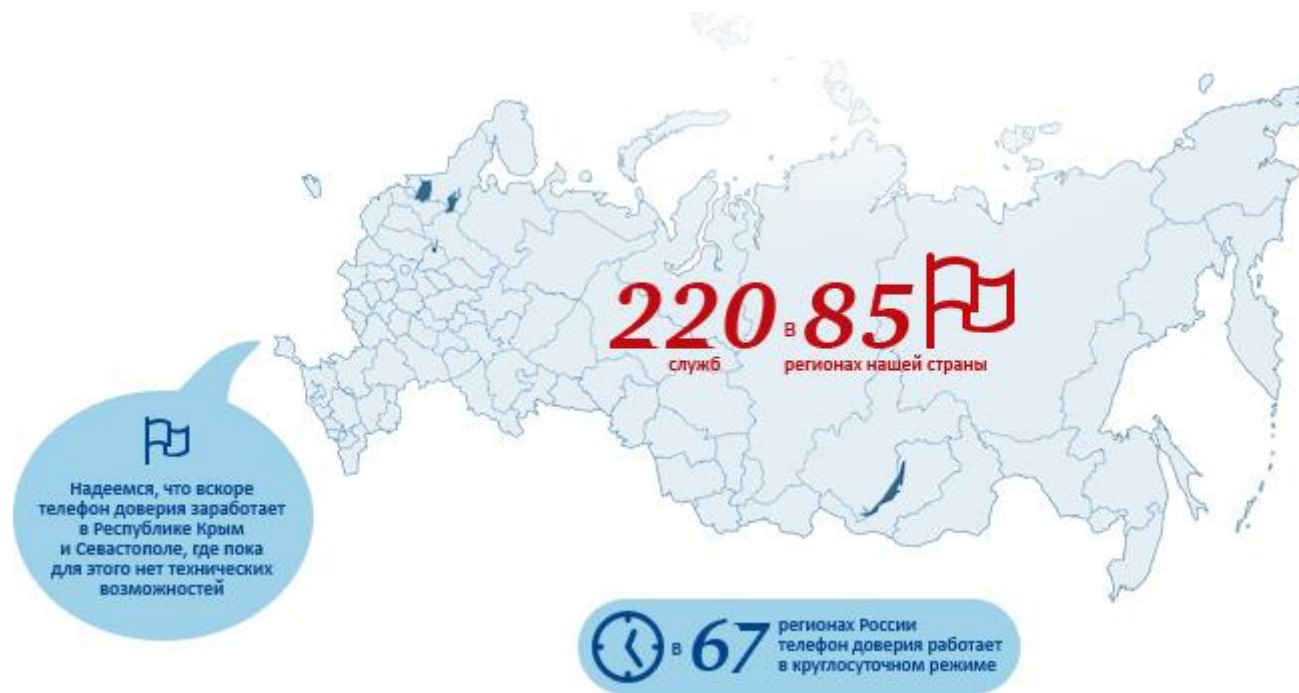 220 в 85
служб регионах нашей страны
Надеемся, что вскоре
телефон доверия заработает
в Республике Крым
и Севастополе, где пока
для этого нет технических
возможностей
в 67 регионах России
телефон доверия работает
в круглосуточном режиме